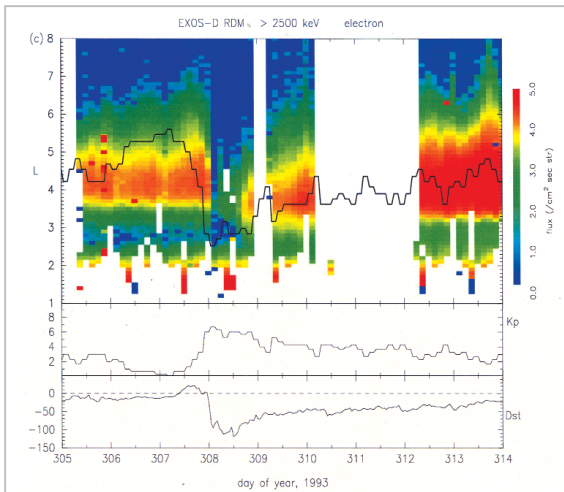 EXOS-D RDM > 2500 keV electron
(c) 8
7
6
5
L
4
3
2
1
5.0
4.0
3.0
2.0
1.0
0.0
flux (/cm² sec str)
8
6
4
2
Kp
0
-50
-100
-150
Dst
305 306 307 308 309 310 311 312 313 314
day of year, 1993